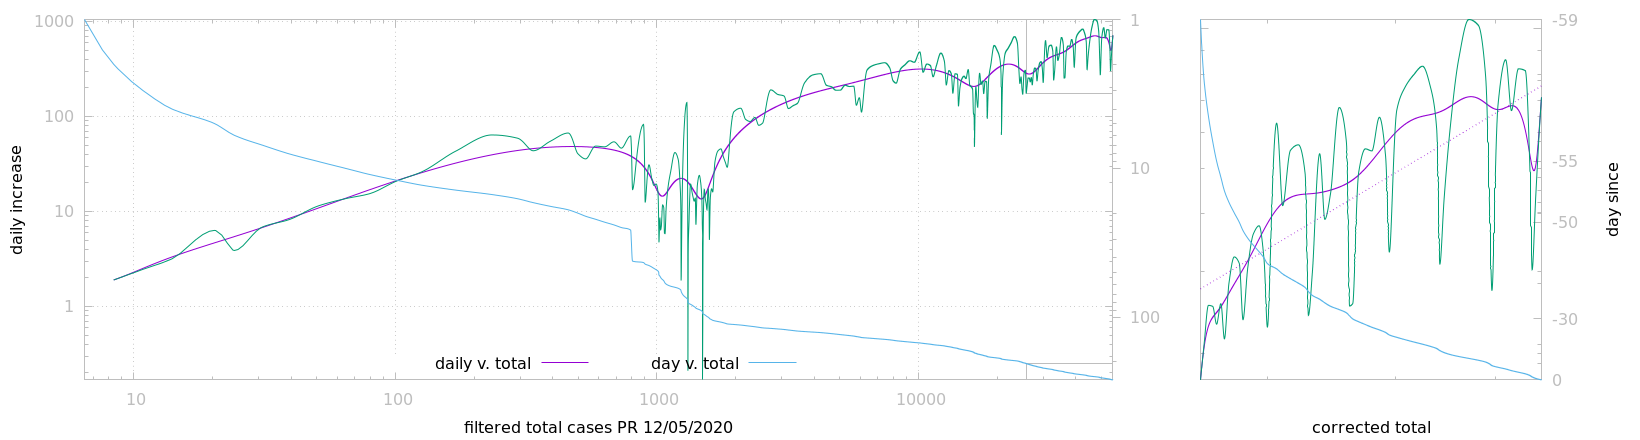 1000
100
10
1
daily increase
daily v. total
day v. total
10
100
1000
10000
filtered total cases PR 12/05/2020
1
10
100
-59
-55
-50
-30
0
day since
corrected total